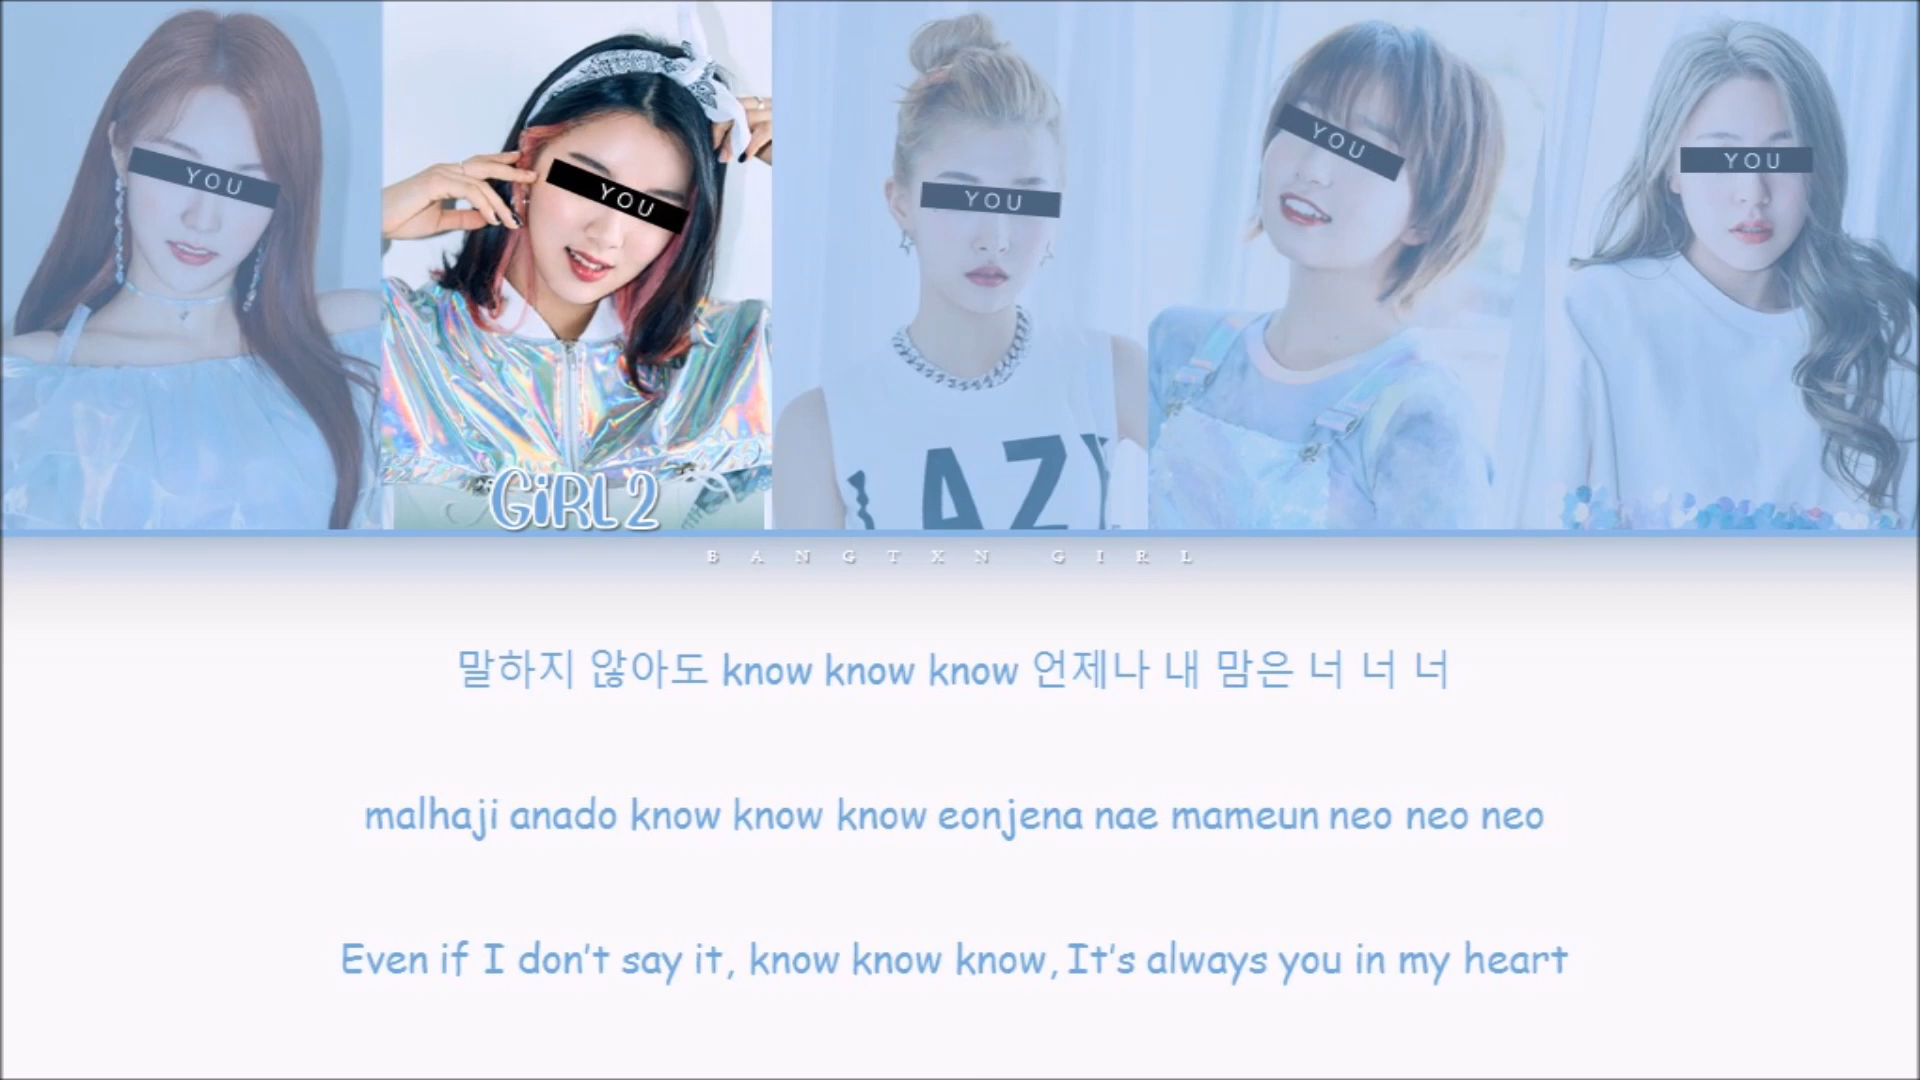 YOU
YOU
YOU
YOU
YOU
LAZY
GiRL 2
BANGTXN GIRL
말하지 않아도 know know know 언제나 내 맘은 너 너 너
malhaji anado know know know eonjena nae mameun neo neo neo
Even if I don't say it, know know know, It's always you in my heart